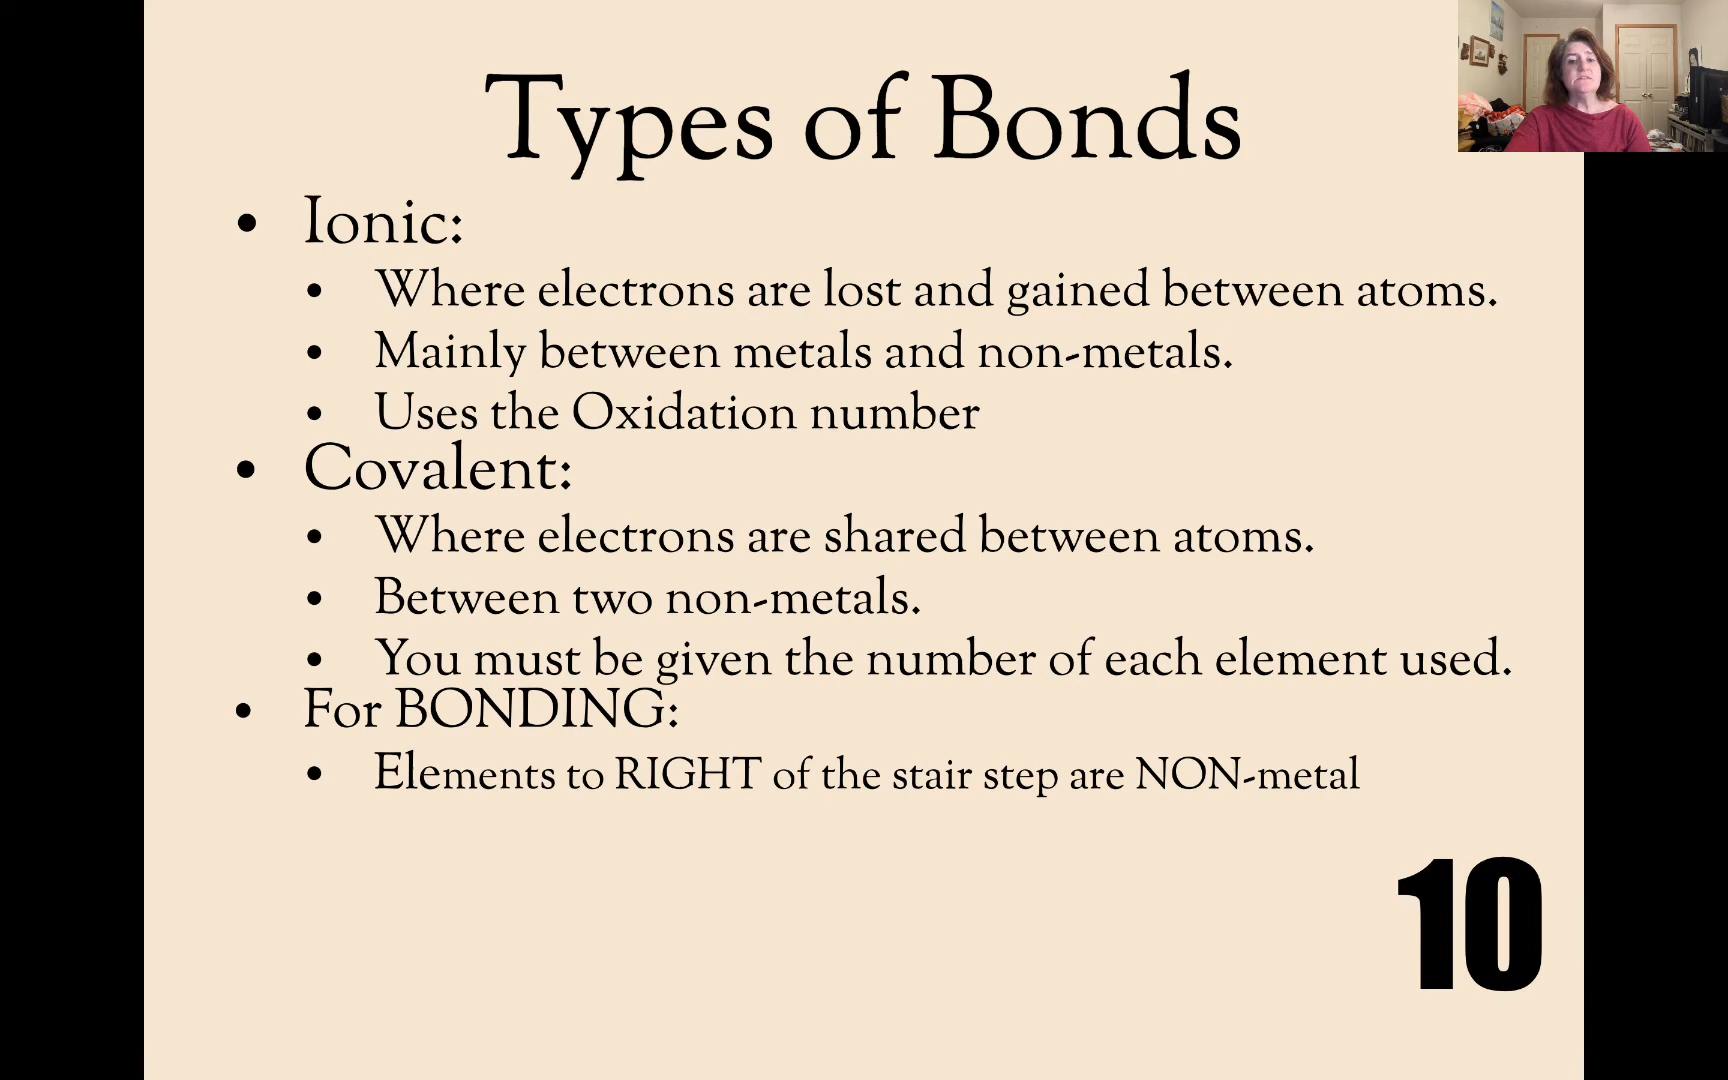 Types of Bonds
• Ionic:
• Where electrons are lost and gained between atoms.
• Mainly between metals and non-metals.
• Uses the Oxidation number
• Covalent:
• Where electrons are shared between atoms.
• Between two non-metals.
• You must be given the number of each element used.
• For BONDING:
• Elements to RIGHT of the stair step are NON-metal
10